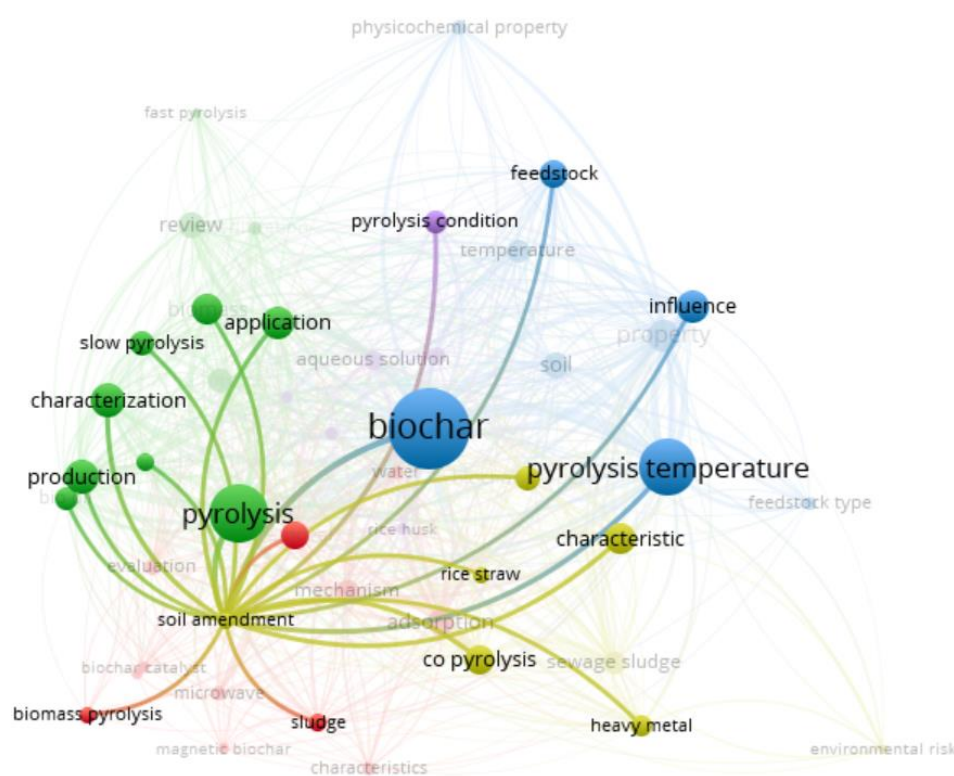 physicochemical property
fast pyrolysis
feedstock
review
pyrolysis condition
temperature
influence
biomass
application
property
slow pyrolysis
aqueous solution
soil
characterization
biochar
water
pyrolysis temperature
production
feedstock type
pyrolysis
rice husk
characteristic
evaluation
rice straw
mechanism
soil amendment
adsorption
co pyrolysis
sewage sludge
biochar catalyst
microwave
biomass pyrolysis
sludge
heavy metal
magnetic biochar
environmental risk
characteristics